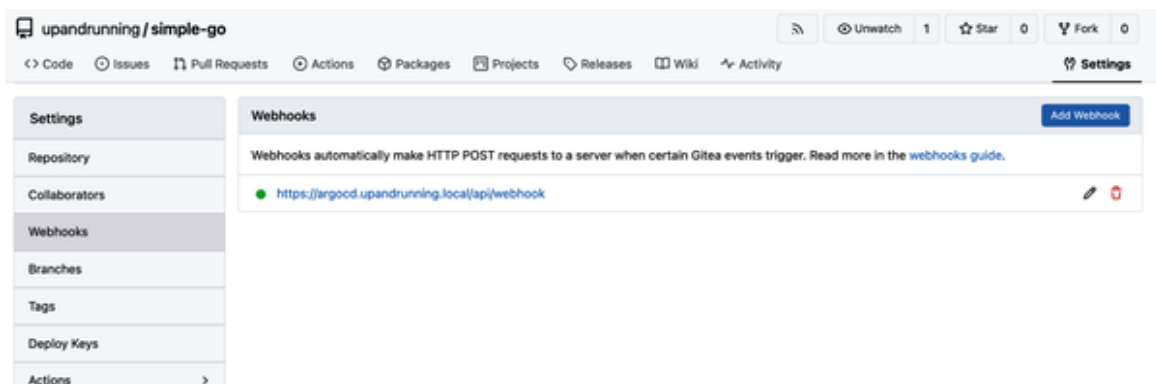 upandrunning / simple-go
Unwatch 1 Star 0 Fork 0
<> Code Issues Pull Requests Actions Packages Projects Releases Wiki Activity Settings
Settings
Repository
Collaborators
Webhooks
Branches
Tags
Deploy Keys
Actions
Webhooks Add Webhook
Webhooks automatically make HTTP POST requests to a server when certain Gitea events trigger. Read more in the webhooks guide.
https://argocd.upandrunning.local/api/webhook